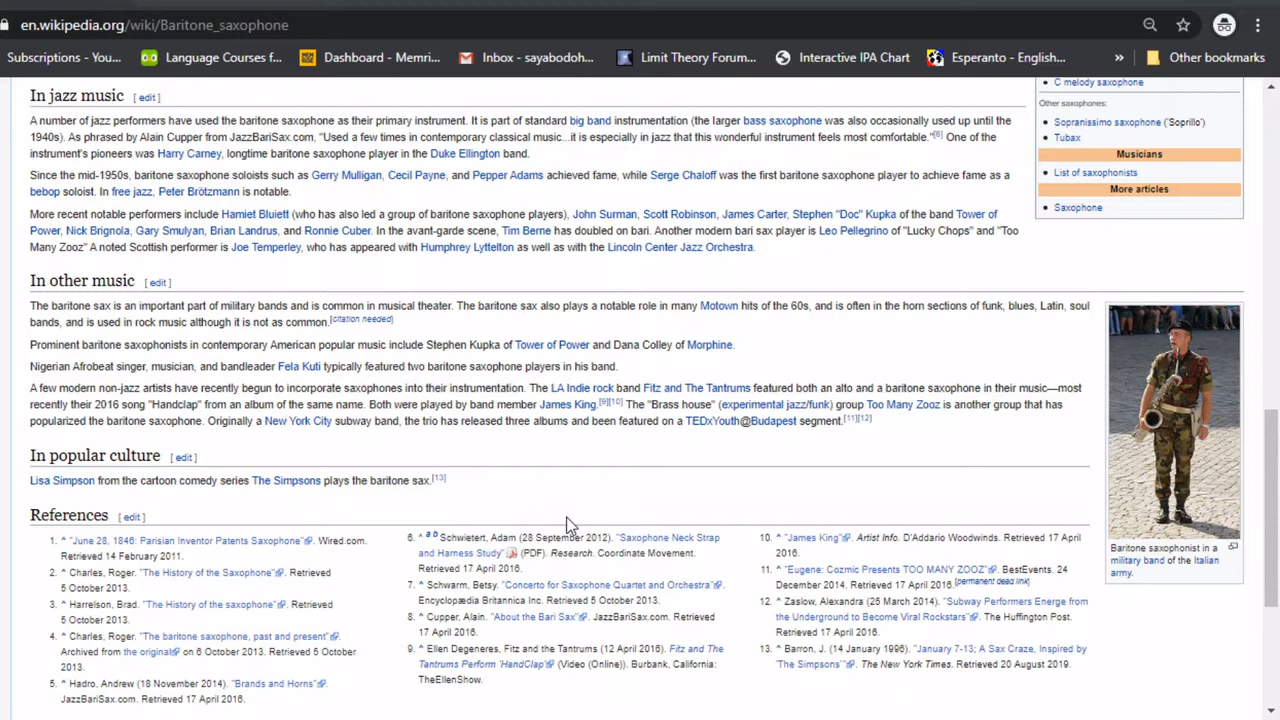 en.wikipedia.org/wiki/Baritone_saxophone
Subscriptions - You... Language Courses f... Dashboard - Memri... Inbox - sayabodoh... Limit Theory Forum... Interactive IPA Chart Esperanto - English... » Other bookmarks
In jazz music [ edit ]
A number of jazz performers have used the baritone saxophone as their primary instrument. It is part of standard big band instrumentation (the larger bass saxophone was also occasionally used up until the
1940s). As phrased by Alain Cupper from JazzBariSax.com, "Used a few times in contemporary classical music...it is especially in jazz that this wonderful instrument feels most comfortable."[8] One of the
instrument's pioneers was Harry Carney, longtime baritone saxophone player in the Duke Ellington band.
Since the mid-1950s, baritone saxophone soloists such as Gerry Mulligan, Cecil Payne, and Pepper Adams achieved fame, while Serge Chaloff was the first baritone saxophone player to achieve fame as a
bebop soloist. In free jazz, Peter Brötzmann is notable.
More recent notable performers include Hamiet Bluiett (who has also led a group of baritone saxophone players), John Surman, Scott Robinson, James Carter, Stephen "Doc" Kupka of the band Tower of
Power, Nick Brignola, Gary Smulyan, Brian Landrus, and Ronnie Cuber. In the avant-garde scene, Tim Berne has doubled on bari. Another modern bari sax player is Leo Pellegrino of "Lucky Chops" and "Too
Many Zooz" A noted Scottish performer is Joe Temperley, who has appeared with Humphrey Lyttelton as well as with the Lincoln Center Jazz Orchestra.
C melody saxophone
Other saxophones:
Sopranissimo saxophone ('Soprillo')
Tubax
Musicians
List of saxophonists
More articles
Saxophone
In other music [ edit ]
The baritone sax is an important part of military bands and is common in musical theater. The baritone sax also plays a notable role in many Motown hits of the 60s, and is often in the horn sections of funk, blues, Latin, soul
bands, and is used in rock music although it is not as common.[citation needed]
Prominent baritone saxophonists in contemporary American popular music include Stephen Kupka of Tower of Power and Dana Colley of Morphine.
Nigerian Afrobeat singer, musician, and bandleader Fela Kuti typically featured two baritone saxophone players in his band.
A few modern non-jazz artists have recently begun to incorporate saxophones into their instrumentation. The LA Indie rock band Fitz and The Tantrums featured both an alto and a baritone saxophone in their music—most
recently their 2016 song "Handclap" from an album of the same name. Both were played by band member James King.[9][10] The "Brass house" (experimental jazz/funk) group Too Many Zooz is another group that has
popularized the baritone saxophone. Originally a New York City subway band, the trio has released three albums and been featured on a TEDxYouth@Budapest segment.[11][12]
Baritone saxophonist in a
military band of the Italian
army.
In popular culture [ edit ]
Lisa Simpson from the cartoon comedy series The Simpsons plays the baritone sax.[13]
References [ edit ]
1. ^ "June 28, 1846: Parisian Inventor Patents Saxophone". Wired.com.
Retrieved 14 February 2011.
2. ^ Charles, Roger. "The History of the Saxophone". Retrieved
5 October 2013.
3. ^ Harrelson, Brad. "The History of the saxophone". Retrieved
5 October 2013.
4. ^ Charles, Roger. "The baritone saxophone, past and present".
Archived from the original on 6 October 2013. Retrieved 5 October
2013.
5. ^ Hadro, Andrew (18 November 2014). "Brands and Horns".
JazzBariSax.com. Retrieved 17 April 2016.
6. ^ a b Schwietert, Adam (28 September 2012). "Saxophone Neck Strap
and Harness Study" (PDF). Research. Coordinate Movement.
Retrieved 17 April 2016.
7. ^ Schwarm, Betsy. "Concerto for Saxophone Quartet and Orchestra".
Encyclopædia Britannica Inc. Retrieved 5 October 2013.
8. ^ Cupper, Alain. "About the Bari Sax". JazzBariSax.com. Retrieved
17 April 2016.
9. ^ Ellen Degeneres, Fitz and the Tantrums (12 April 2016). Fitz and The
Tantrums Perform 'HandClap' (Video (Online)). Burbank, California:
TheEllenShow.
10. ^ "James King". Artist Info. D'Addario Woodwinds. Retrieved 17 April
2016.
11. ^ "Eugene: Cozmic Presents TOO MANY ZOOZ". BestEvents. 24
December 2014. Retrieved 17 April 2016.[permanent dead link]
12. ^ Zaslow, Alexandra (25 March 2014). "Subway Performers Energe from
the Underground to Become Viral Rockstars". The Huffington Post.
Retrieved 17 April 2016.
13. ^ Barron, J. (14 January 1996). "January 7-13; A Sax Craze, Inspired by
'The Simpsons'". The New York Times. Retrieved 20 August 2019.